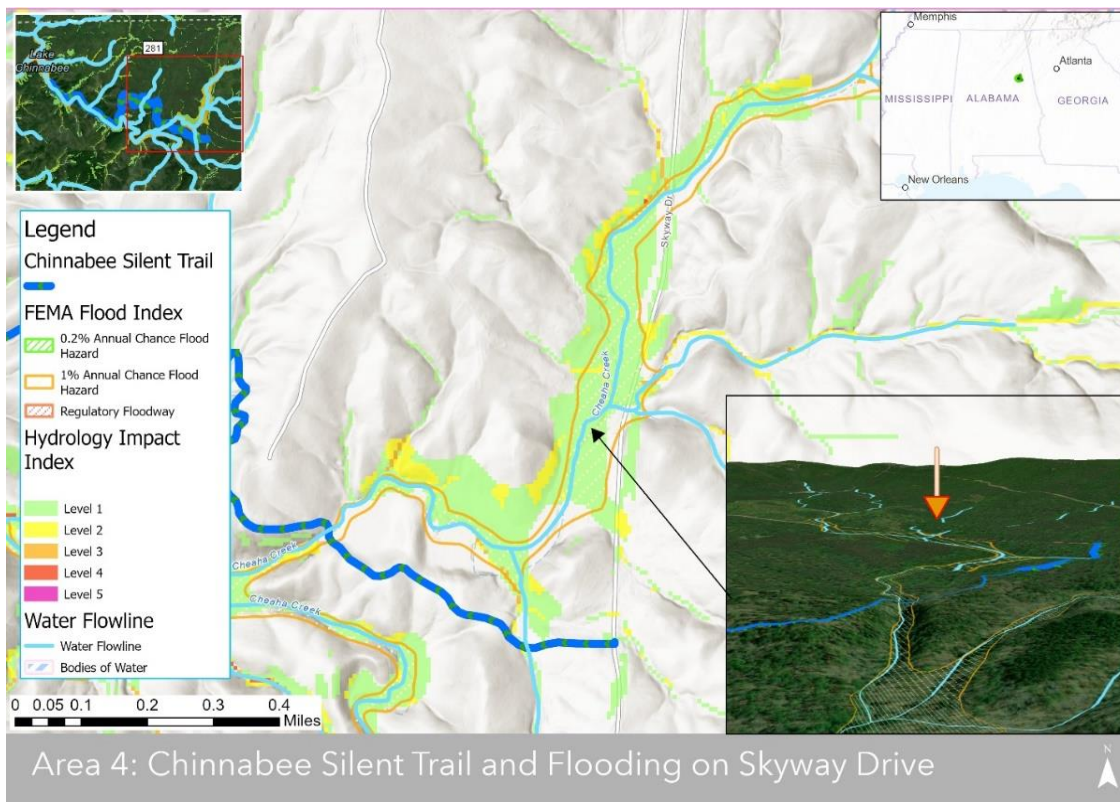 Lake
Chinnabee
281
Memphis
Atlanta
MISSISSIPPI
ALABAMA
GEORGIA
New Orleans
Legend
Chinnabee Silent Trail
FEMA Flood Index
0.2% Annual Chance Flood
Hazard
1% Annual Chance Flood
Hazard
Regulatory Floodway
Hydrology Impact
Index
Level 1
Level 2
Level 3
Level 4
Level 5
Water Flowline
Water Flowline
Bodies of Water
Skyway Dr
Cheaha Creek
Cheaha Creek
Cheaha Creek
0 0.05 0.1 0.2 0.3 0.4
Miles
Area 4: Chinnabee Silent Trail and Flooding on Skyway Drive
N